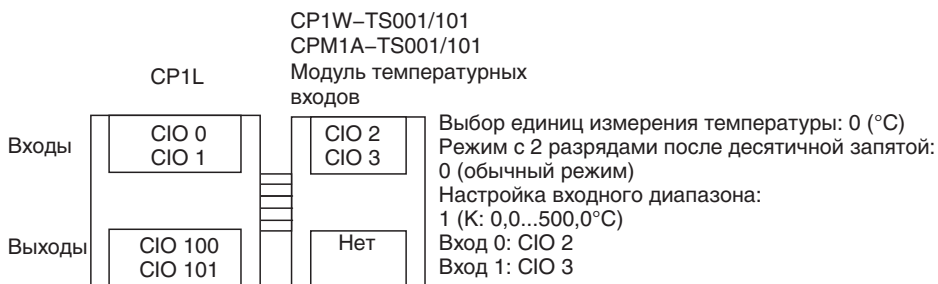 CP1W–TS001/101
CPM1A–TS001/101
Модуль температурных
входов
CP1L
Входы
CIO 0
CIO 1
CIO 2
CIO 3
Выбор единиц измерения температуры: 0 (°C)
Режим с 2 разрядами после десятичной запятой:
0 (обычный режим)
Настройка входного диапазона:
1 (K: 0,0...500,0°C)
Вход 0: CIO 2
Вход 1: CIO 3
Выходы
CIO 100
CIO 101
Нет